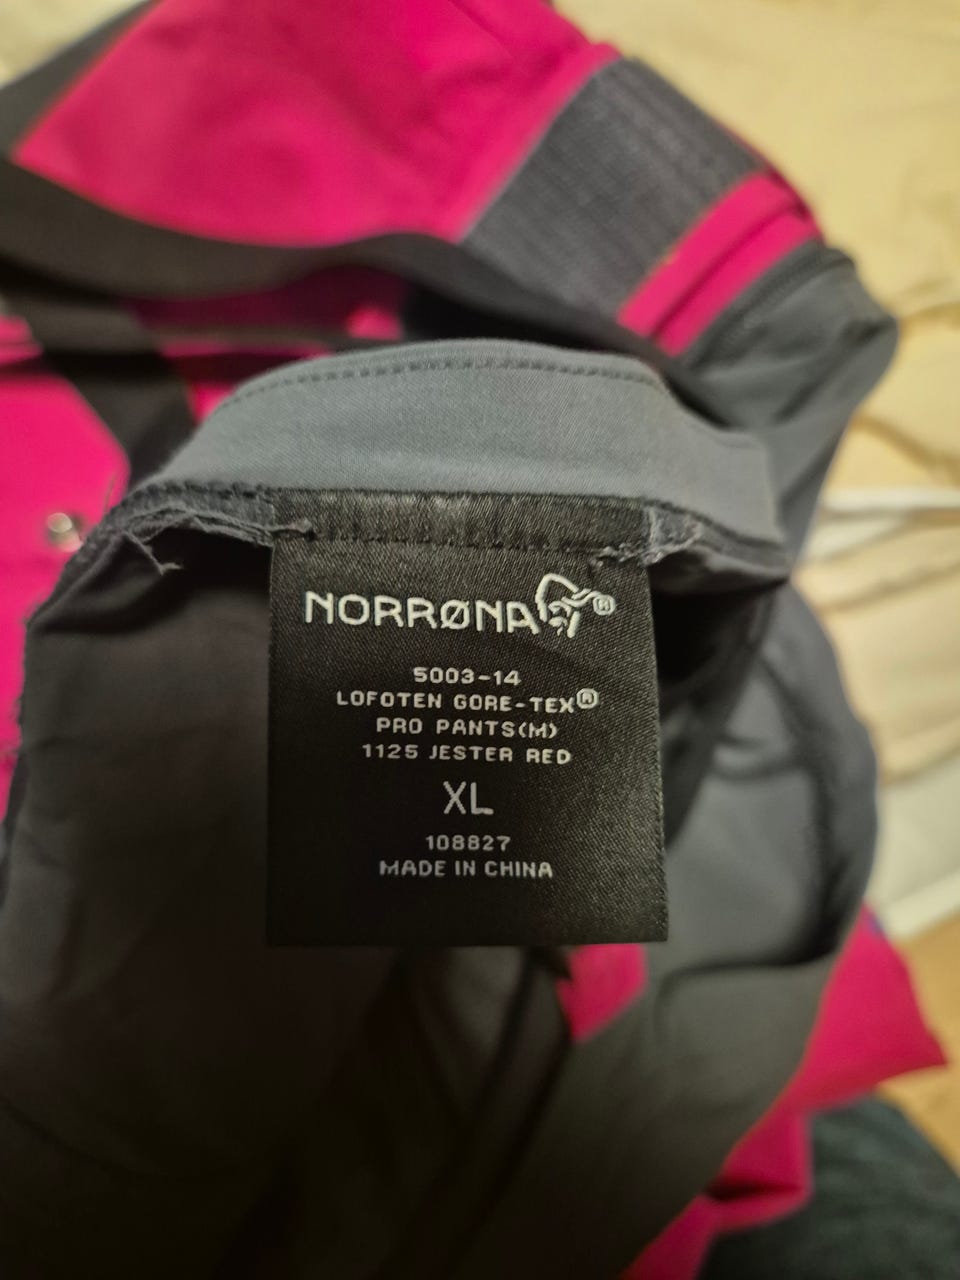 NORRØNA®
5003-14
LOFOTEN GORE-TEX®
PRO PANTS(M)
1125 JESTER RED
XL
108827
MADE IN CHINA